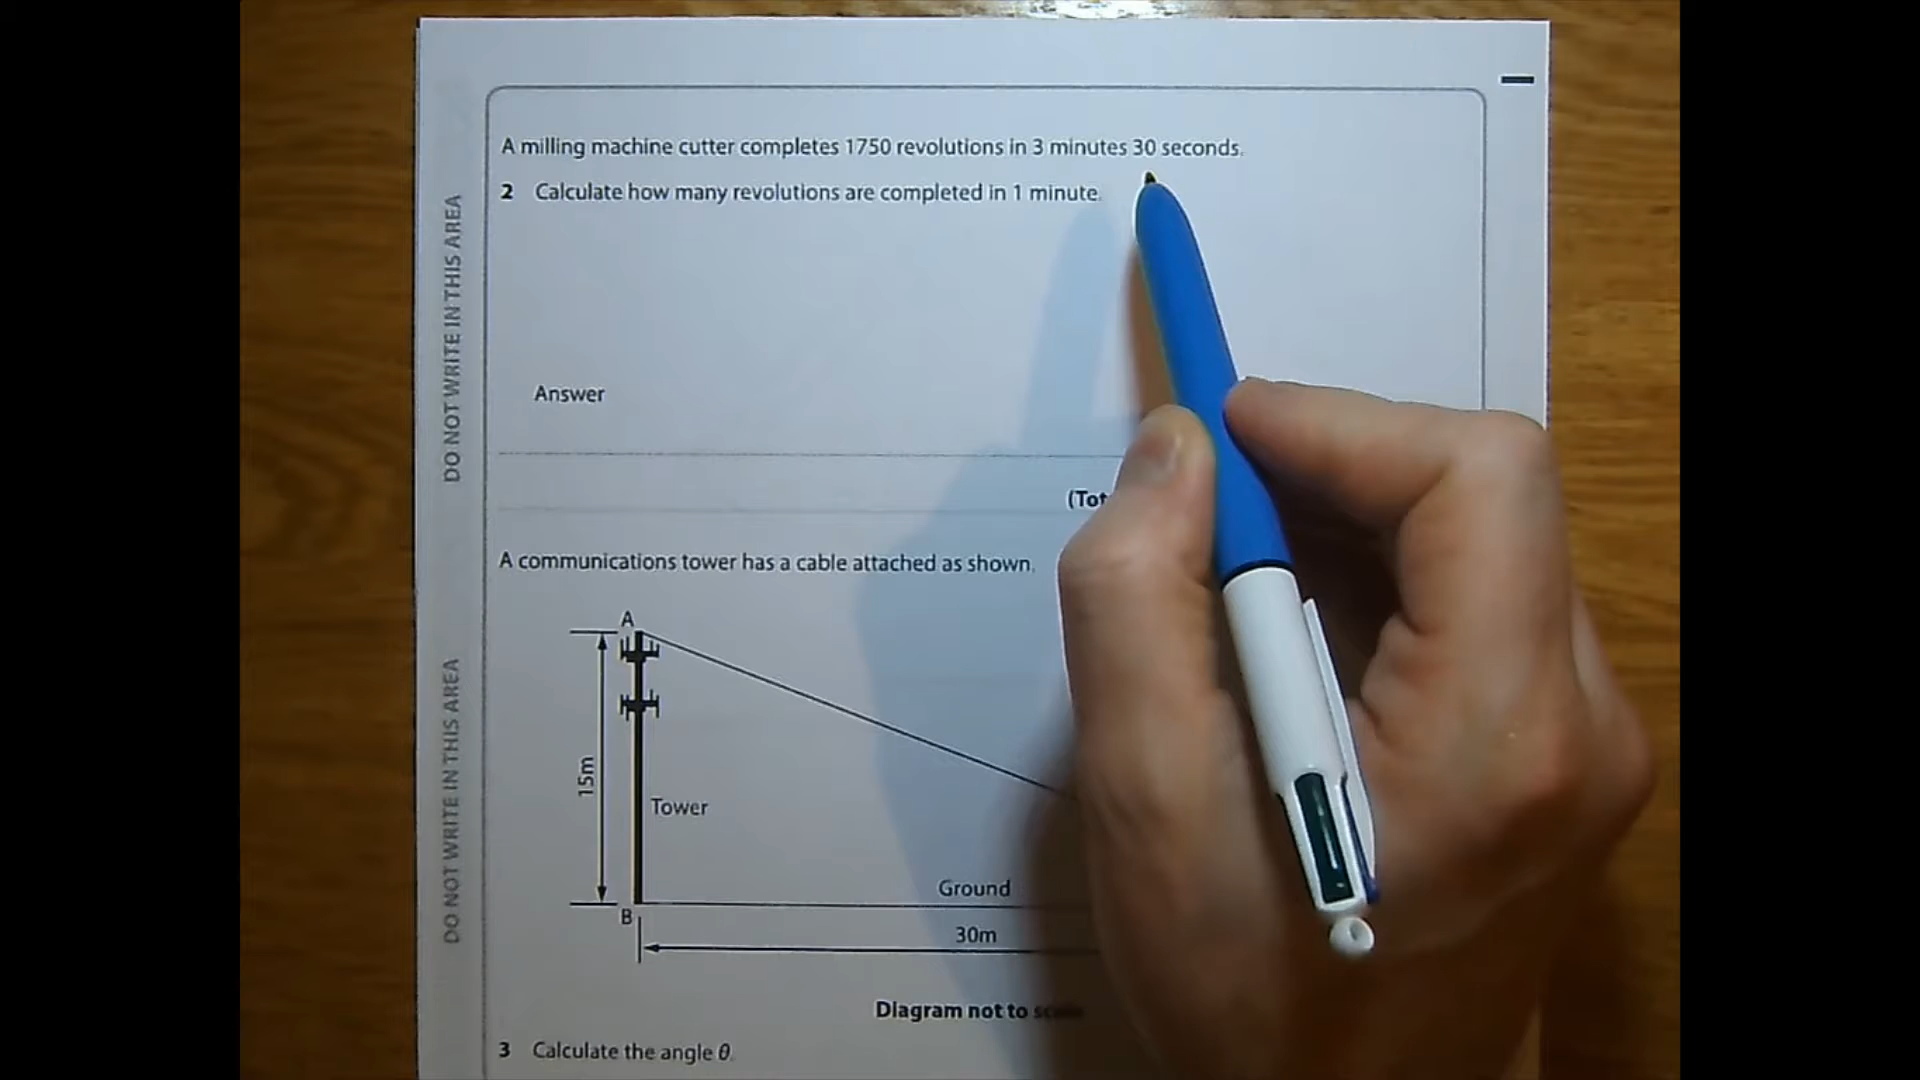 A milling machine cutter completes 1750 revolutions in 3 minutes 30 seconds.
2 Calculate how many revolutions are completed in 1 minute.
DO NOT WRITE IN THIS AREA
Answer
(Tot
A communications tower has a cable attached as shown.
A
15m
Tower
Ground
B
30m
DO NOT WRITE IN THIS AREA
Diagram not to scale
3 Calculate the angle θ.